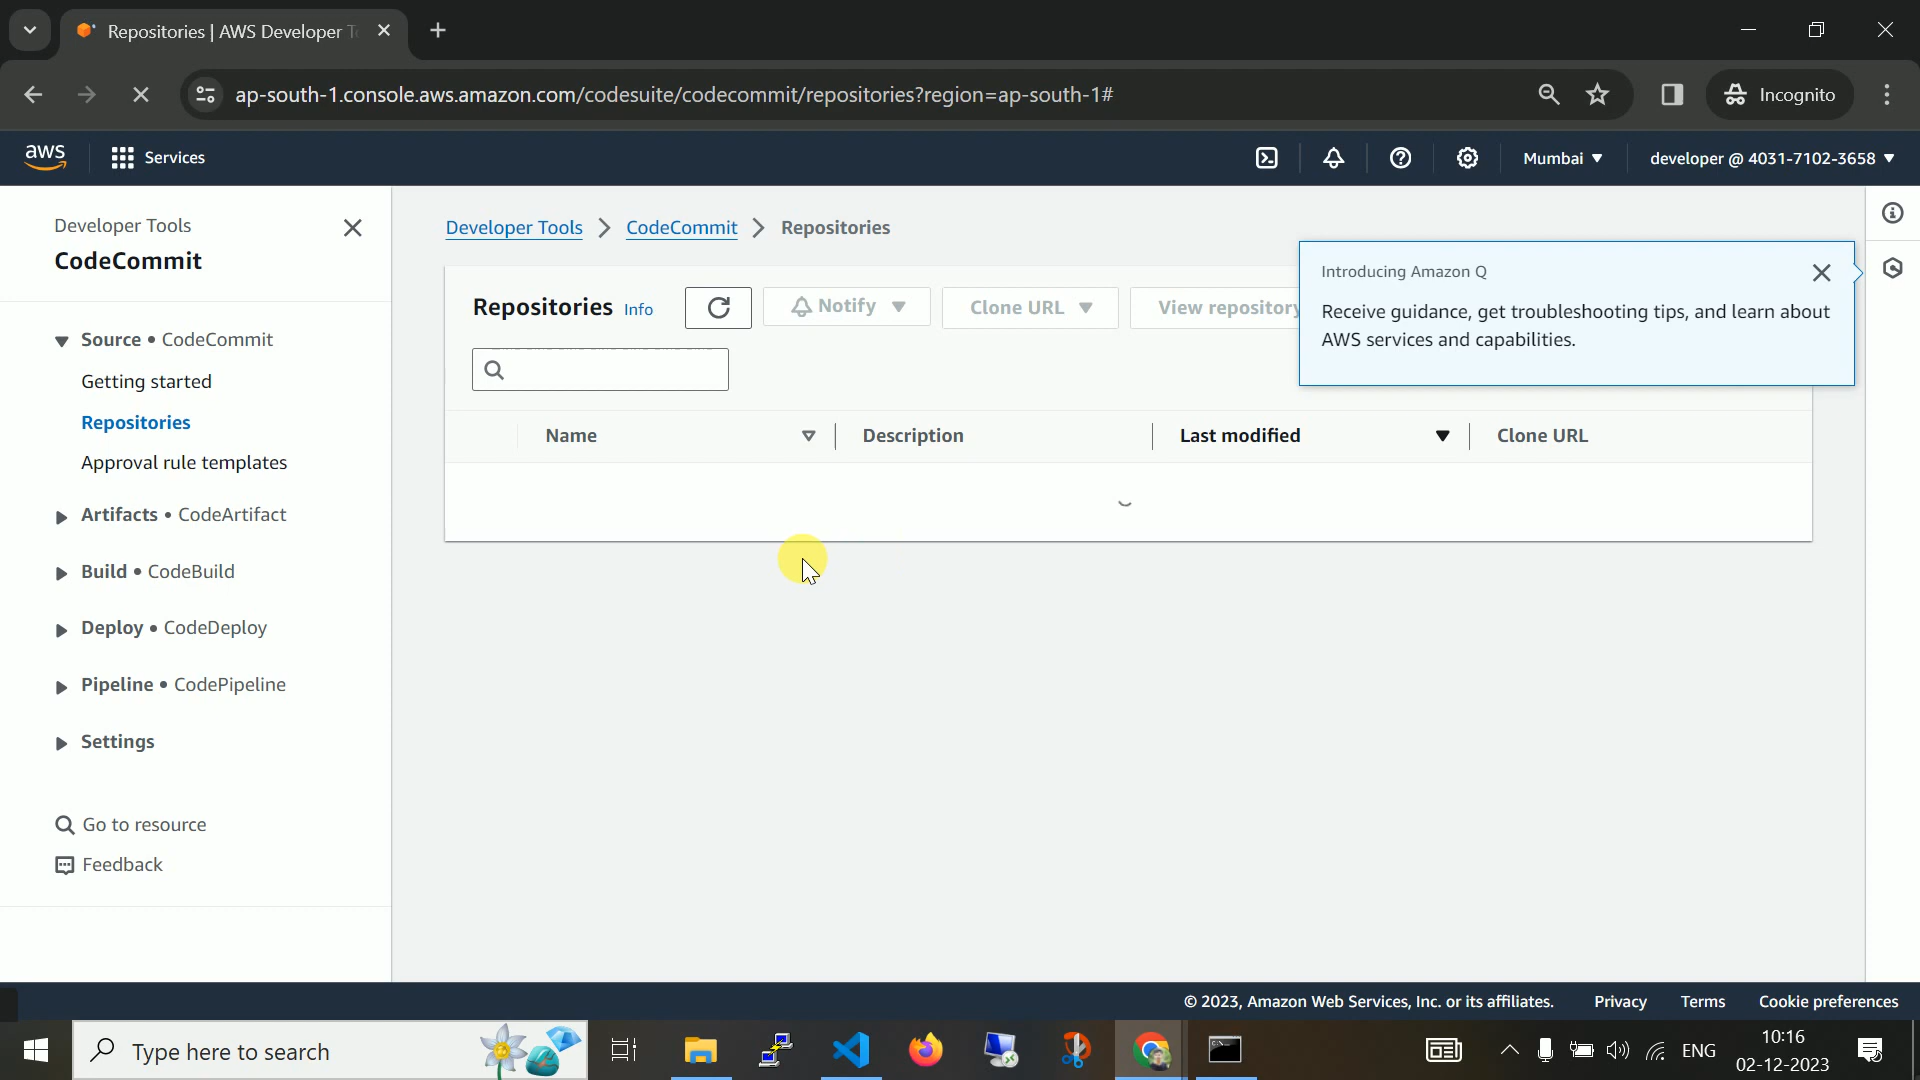 Repositories | AWS Developer T
ap-south-1.console.aws.amazon.com/codesuite/codecommit/repositories?region=ap-south-1#
Incognito
aws
Services
Mumbai
developer @ 4031-7102-3658
Developer Tools
CodeCommit
Source • CodeCommit
Getting started
Repositories
Approval rule templates
Artifacts • CodeArtifact
Build • CodeBuild
Deploy • CodeDeploy
Pipeline • CodePipeline
Settings
Go to resource
Feedback
Developer Tools
CodeCommit
Repositories
Repositories
Info
Notify
Clone URL
View repository
Introducing Amazon Q
Receive guidance, get troubleshooting tips, and learn about
AWS services and capabilities.
Name
Description
Last modified
Clone URL
© 2023, Amazon Web Services, Inc. or its affiliates.
Privacy
Terms
Cookie preferences
Type here to search
ENG
10:16
02-12-2023